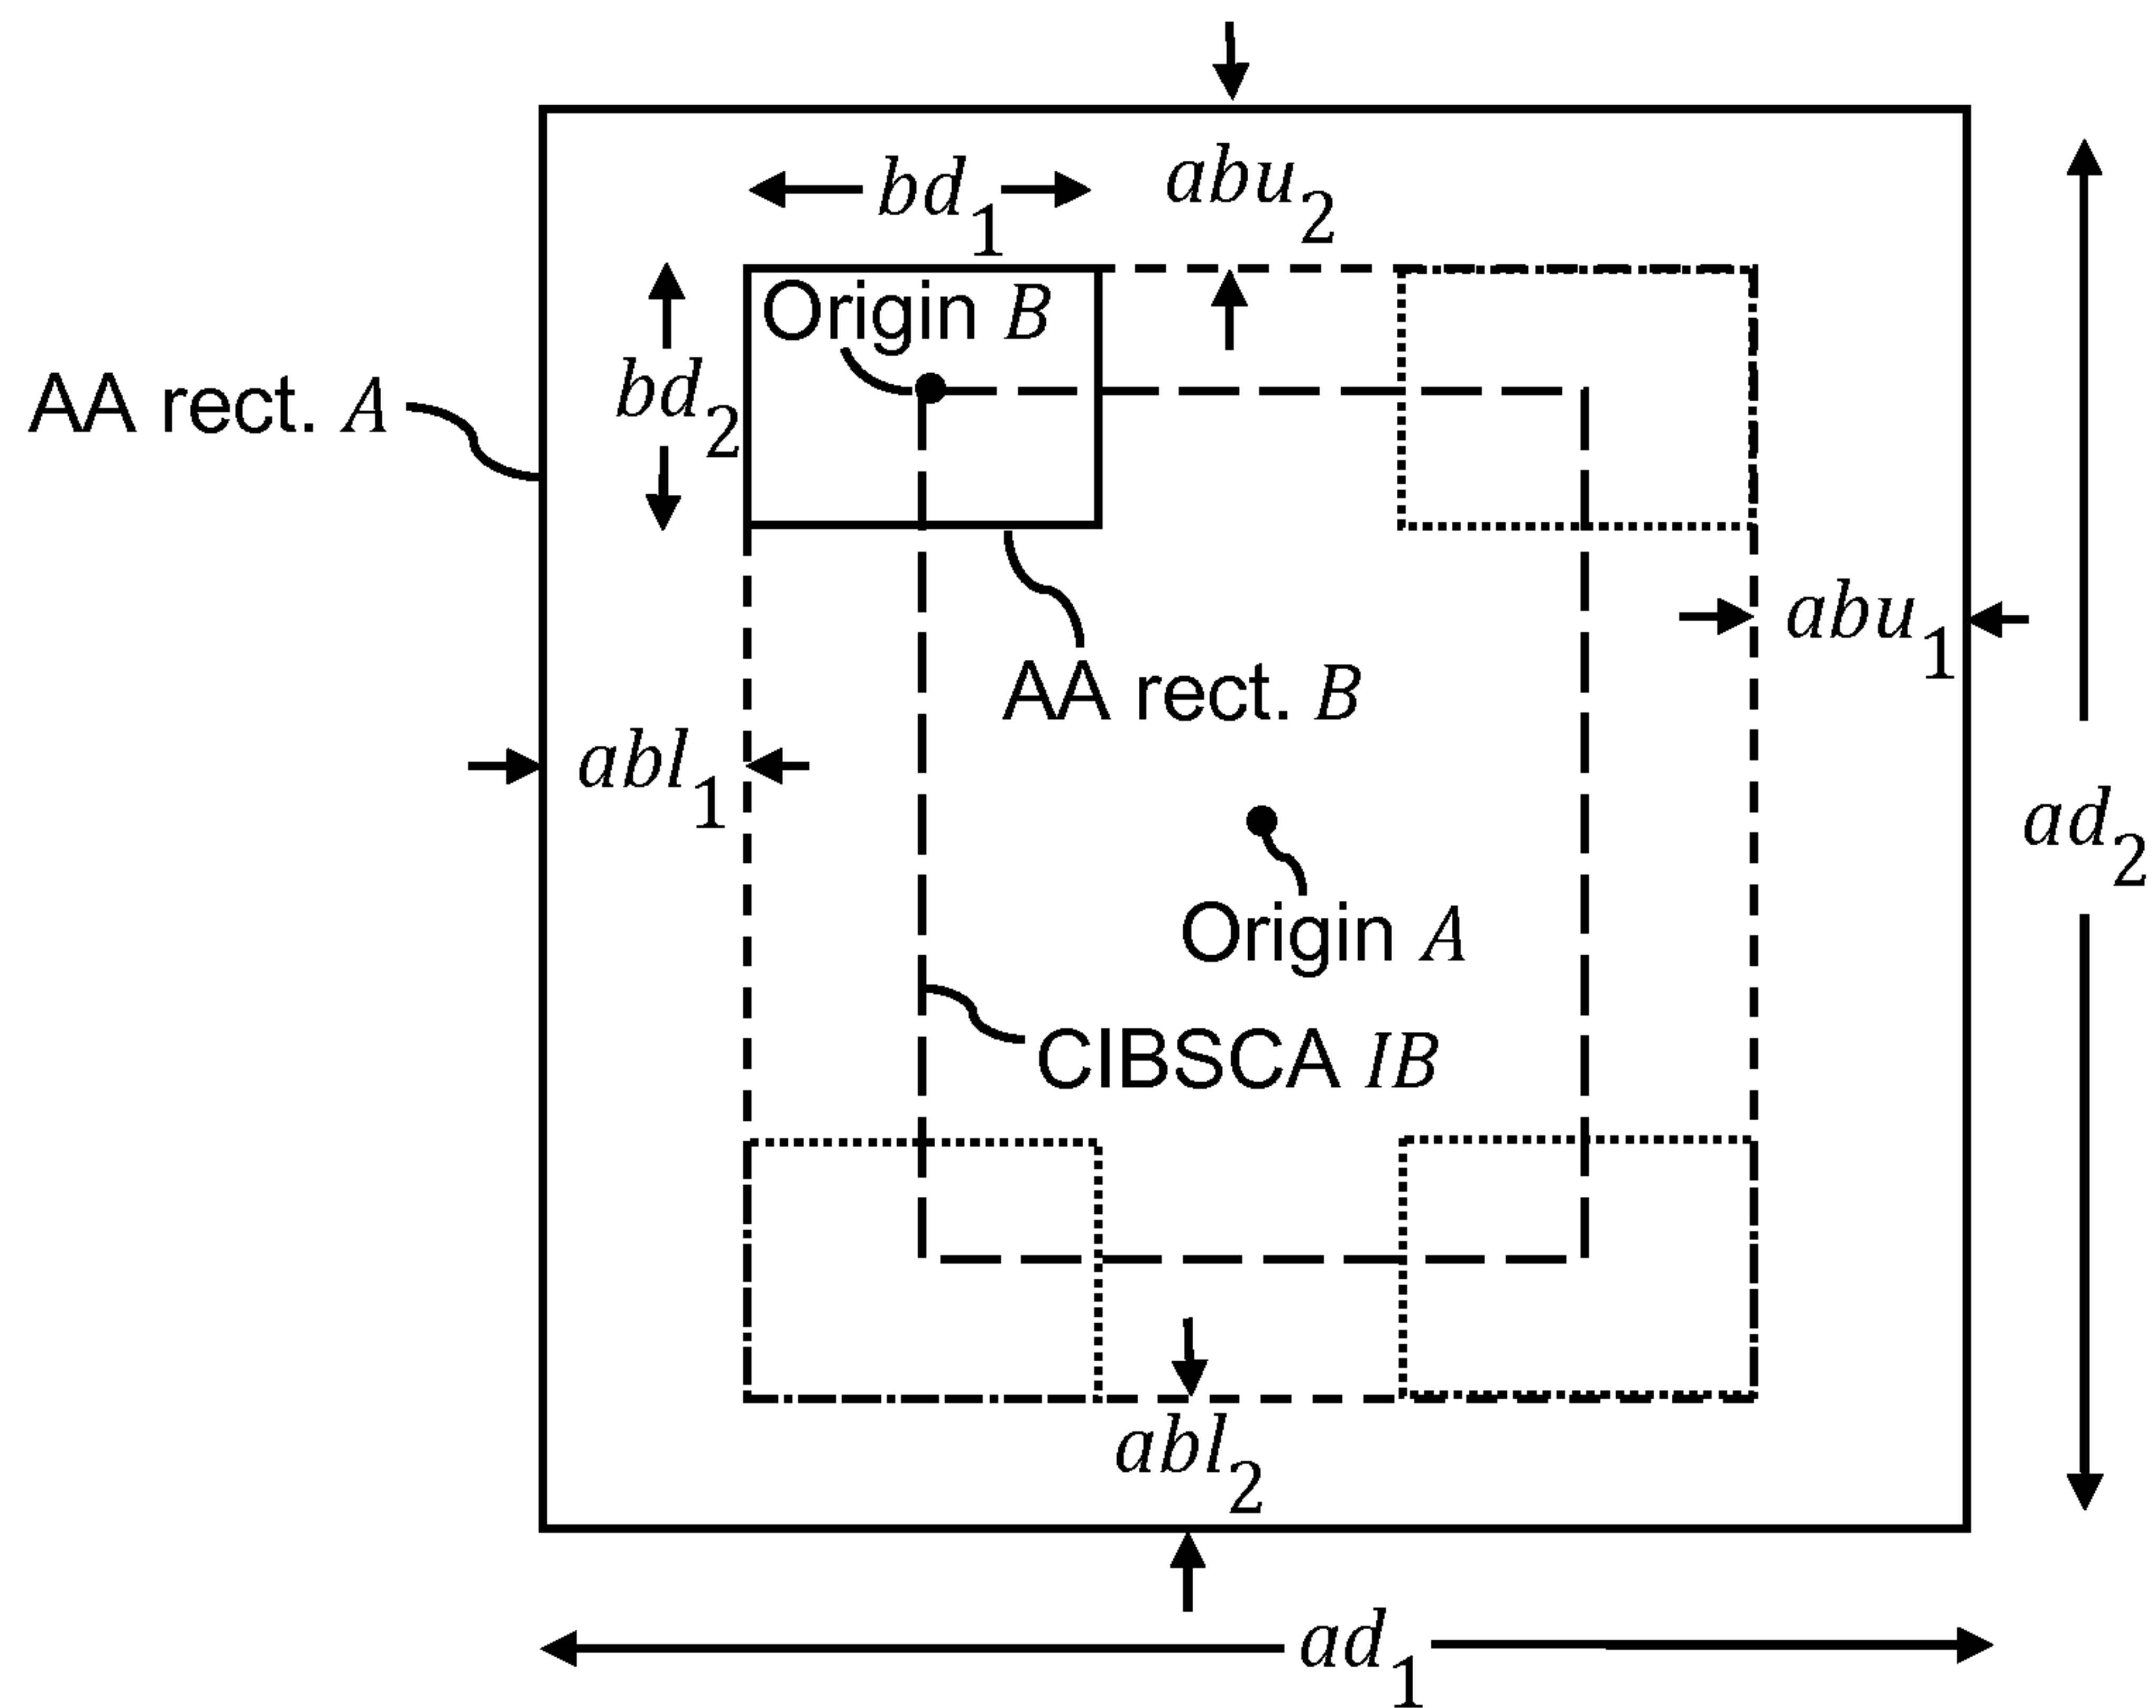 bd₁
abu₂
Origin B
AA rect. A
bd₂
abu₁
AA rect. B
abl₁
ad₂
Origin A
CIBSCA IB
abl₂
ad₁